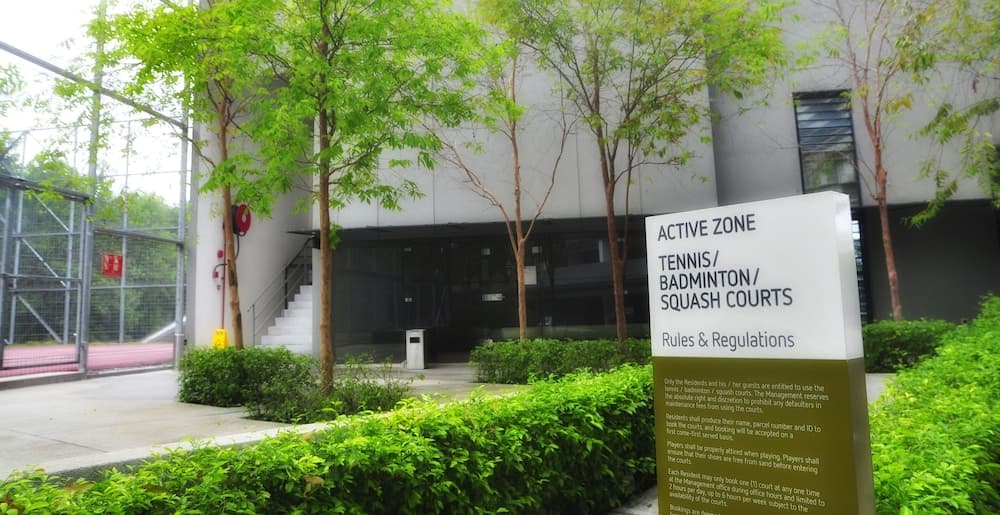 ACTIVE ZONE
TENNIS/
BADMINTON/
SQUASH COURTS
Rules & Regulations
Only the Residents and his / her guests are entitled to use the
tennis / badminton / squash courts. The Management reserves
the absolute right and discretion to prohibit any defaulters in
maintenance fees from using the courts.
Residents shall produce their name, parcel number and ID to
book the courts, and booking will be accepted on a
first come-first served basis.
Players shall be properly attired when playing. Players shall
ensure that their shoes are free from sand before entering
the courts.
Each Resident may only book one (1) court at any one time
at the Management office during office hours and limited to
2 hours per day, up to 6 hours per week subject to the
availability of the courts.
Bookings are